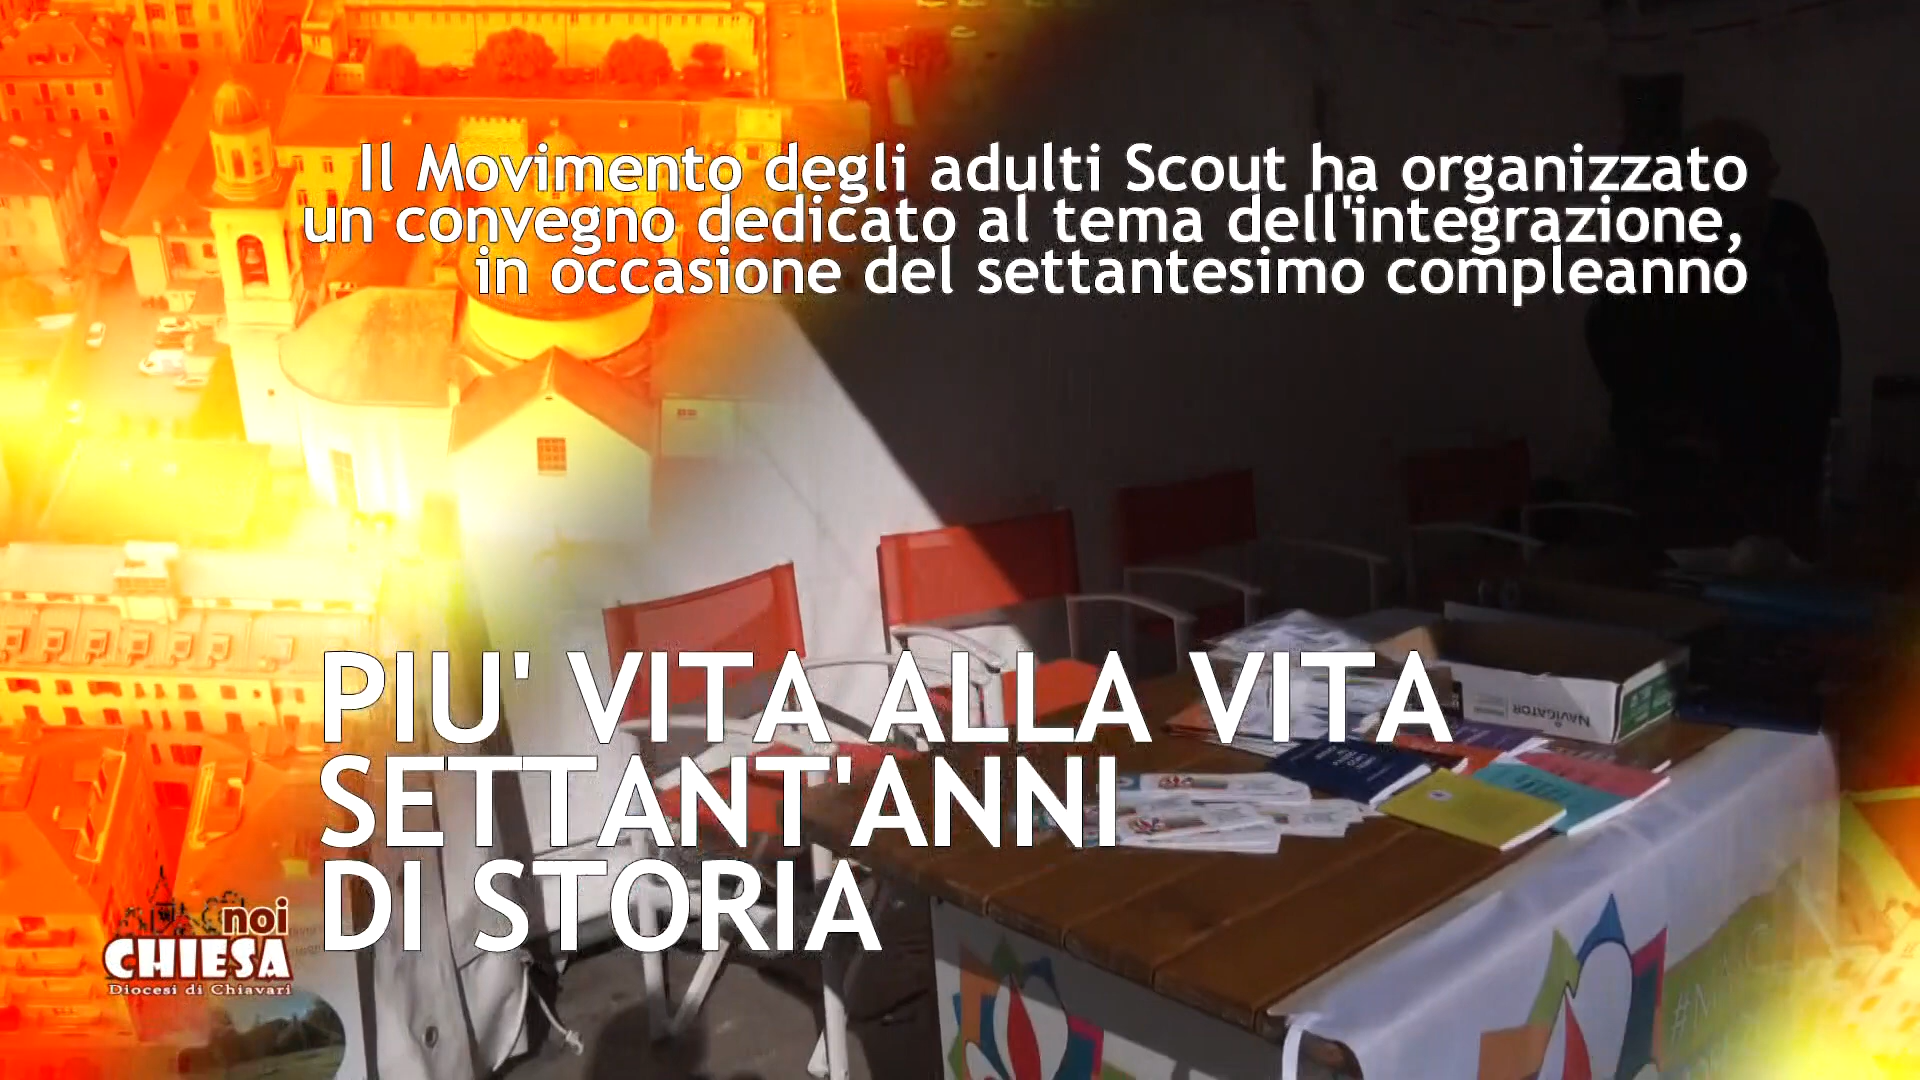 Il Movimento degli adulti Scout ha organizzato
un convegno dedicato al tema dell'integrazione,
in occasione del settantesimo compleanno
PIU' VITA ALLA VITA
SETTANT'ANNI
DI STORIA
noi
CHIESA
Diocesi di Chiavari
NAVIGATOR